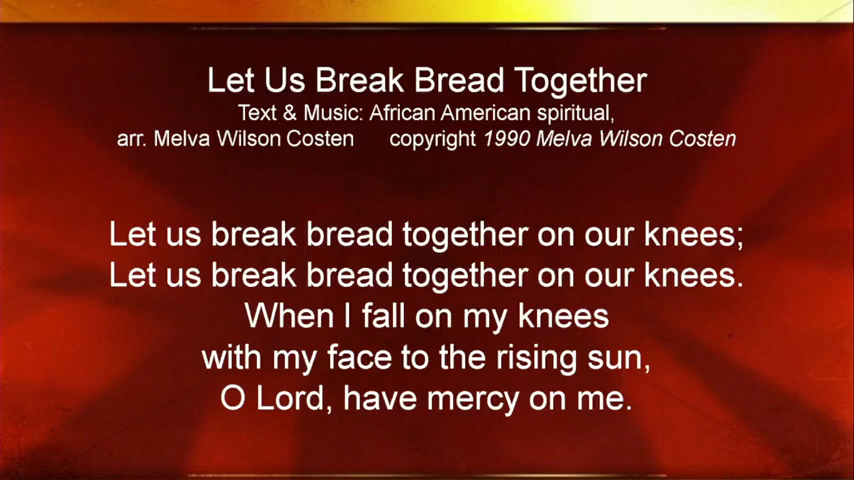 Let Us Break Bread Together
Text & Music: African American spiritual,
arr. Melva Wilson Costen copyright 1990 Melva Wilson Costen
Let us break bread together on our knees;
Let us break bread together on our knees.
When I fall on my knees
with my face to the rising sun,
O Lord, have mercy on me.